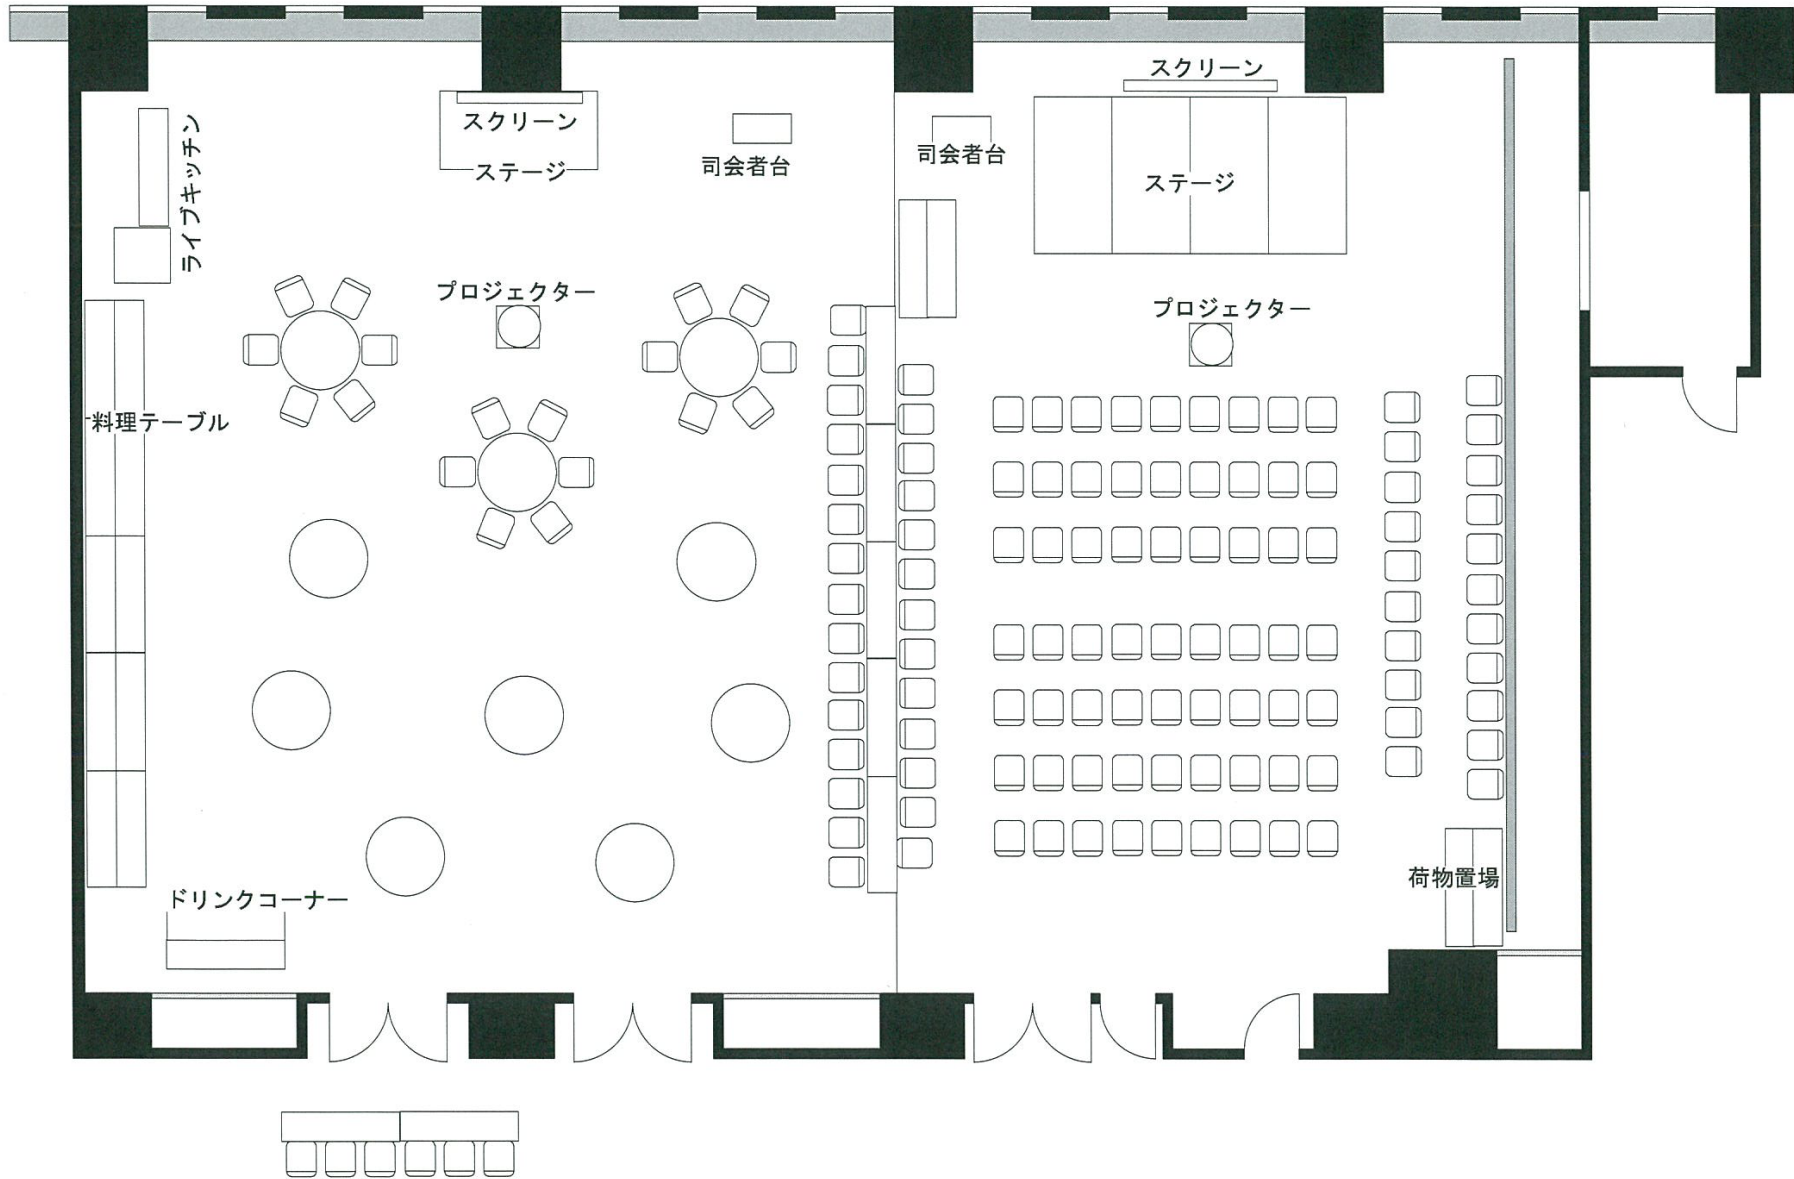 スクリーン
ステージ
司会者台
ライブキッチン
プロジェクター
料理テーブル
ドリンクコーナー
スクリーン
司会者台
ステージ
プロジェクター
荷物置場